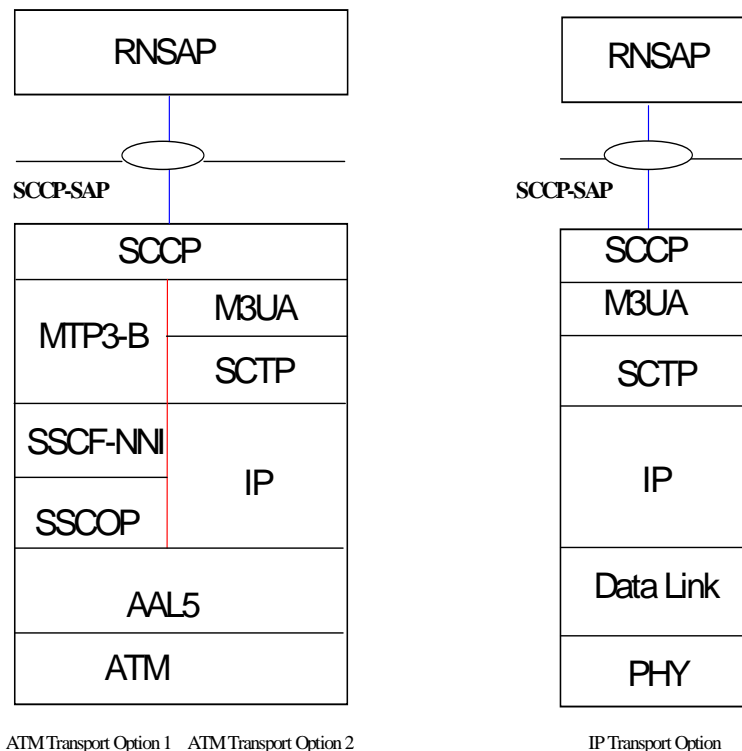 RNSAP
SCCP-SAP
SCCP
MTP3-B
M3UA
SCTP
SSCF-NNI
SSCOP
IP
AAL5
ATM
ATM Transport Option 1 ATM Transport Option 2
RNSAP
SCCP-SAP
SCCP
M3UA
SCTP
IP
Data Link
PHY
IP Transport Option